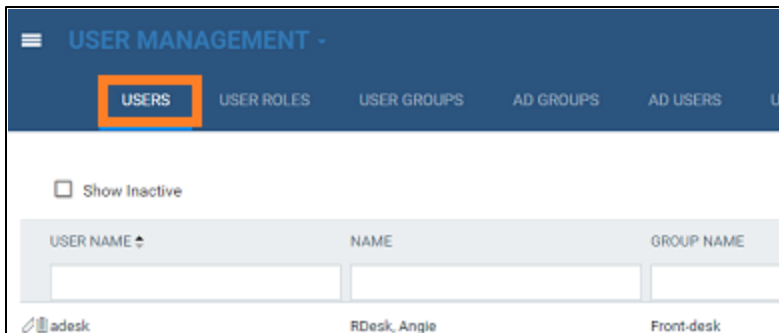 USER MANAGEMENT
USERS USER ROLES USER GROUPS AD GROUPS AD USERS U
Show Inactive
USER NAME NAME GROUP NAME
adesk RDesk, Angie Front-desk